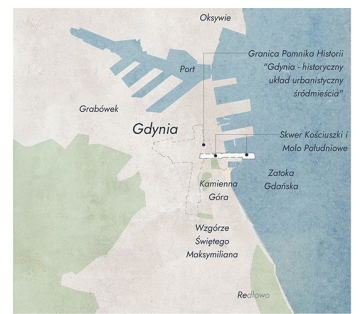 Oksywie
Granica Pomnika Historii
"Gdynia - historyczny
układ urbanistyczny
śródmieścia"
Port
Grabówek
Gdynia
Skwer Kościuszki i
Molo Południowe
Zatoka
Gdańska
Kamienna
Góra
Wzgórze
Świętego
Maksymiliana
Redłowo